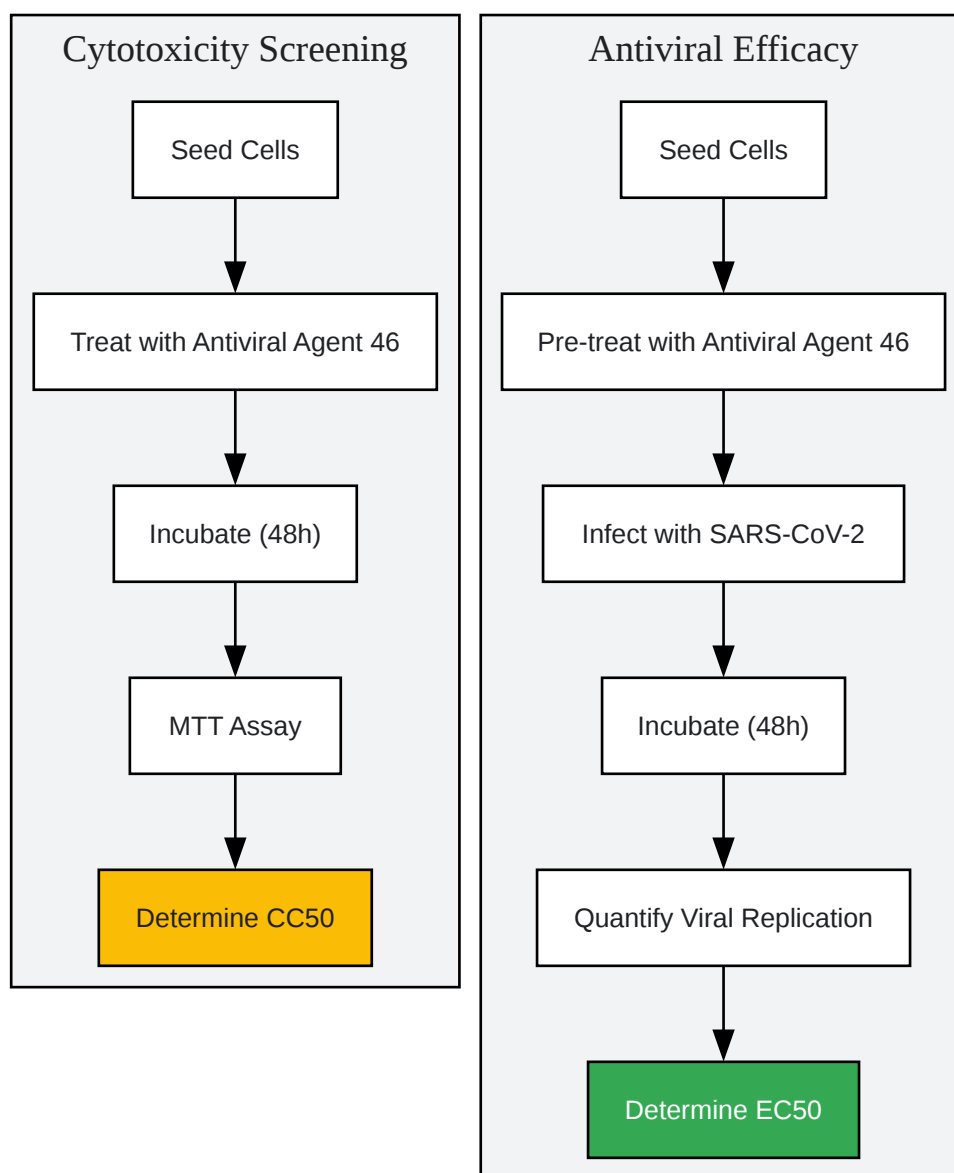 Cytotoxicity Screening
Seed Cells
Treat with Antiviral Agent 46
Incubate (48h)
MTT Assay
Determine CC50
Antiviral Efficacy
Seed Cells
Pre-treat with Antiviral Agent 46
Infect with SARS-CoV-2
Incubate (48h)
Quantify Viral Replication
Determine EC50